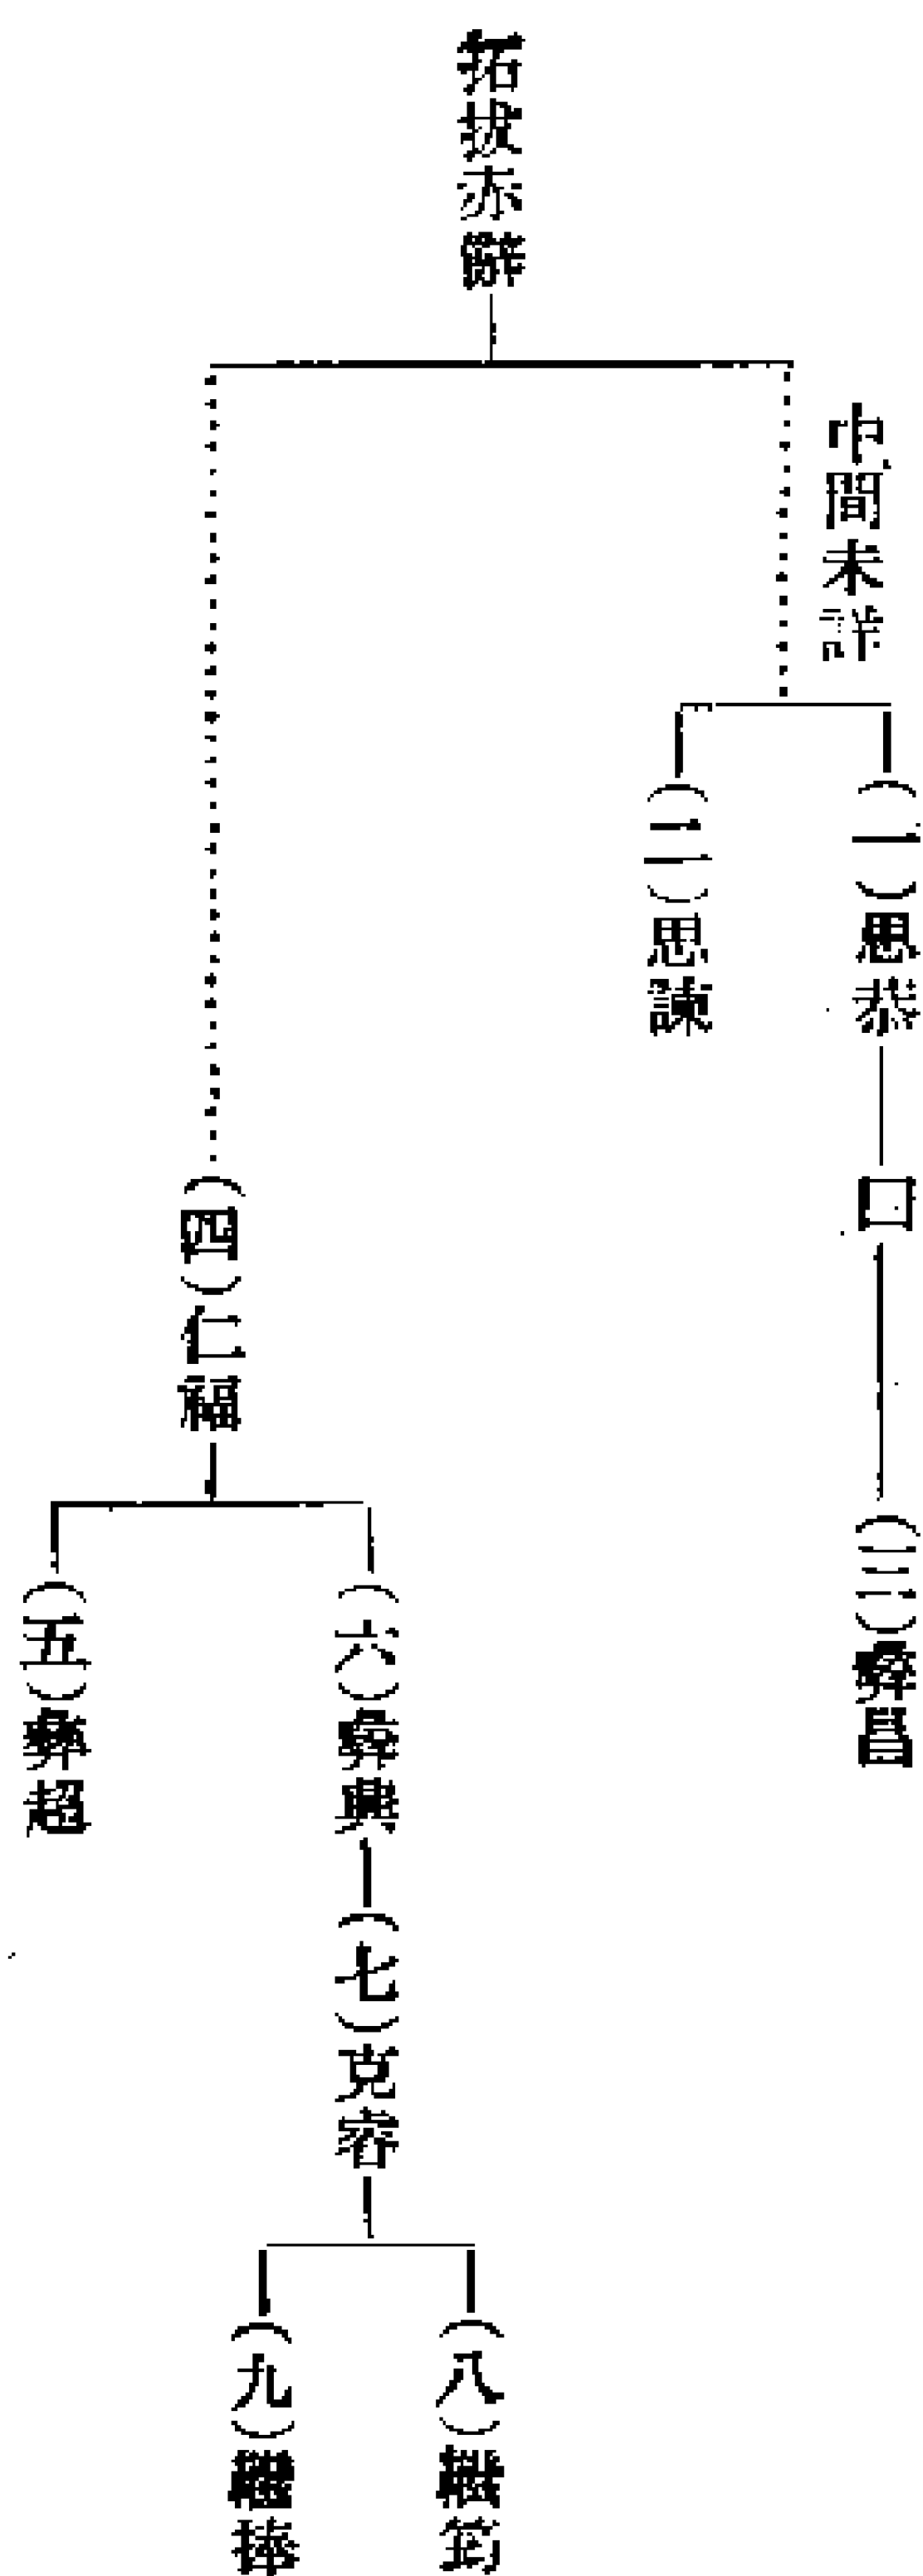 拓拔赤辭
中間未詳
(一)思恭
口
(三)彝昌
(二)思諫
(四)仁福
(六)彝興
(七)克睿
(八)繼筠
(九)繼捧
(五)彝超